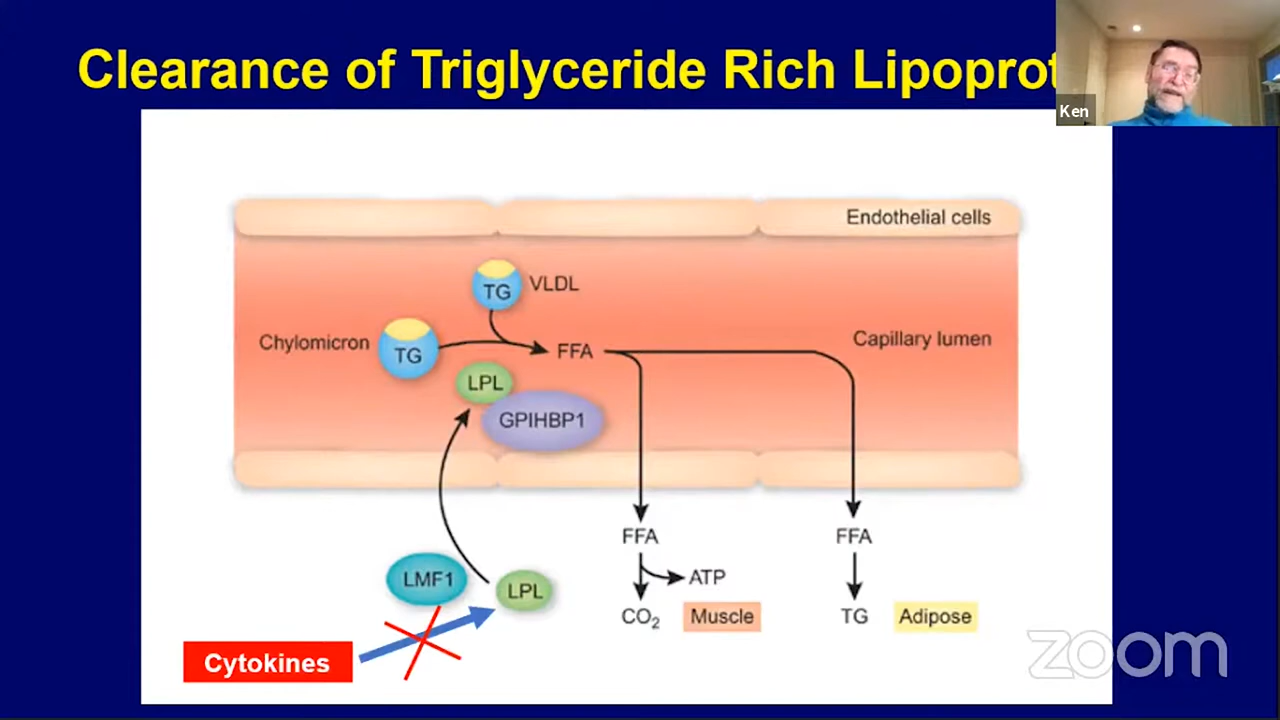 Clearance of Triglyceride Rich Lipoprot
Ken
Endothelial cells
TG
VLDL
Chylomicron
TG
FFA
Capillary lumen
LPL
GPIHBP1
FFA
FFA
LMF1
LPL
ATP
CO₂
Muscle
TG
Adipose
Cytokines
zoom